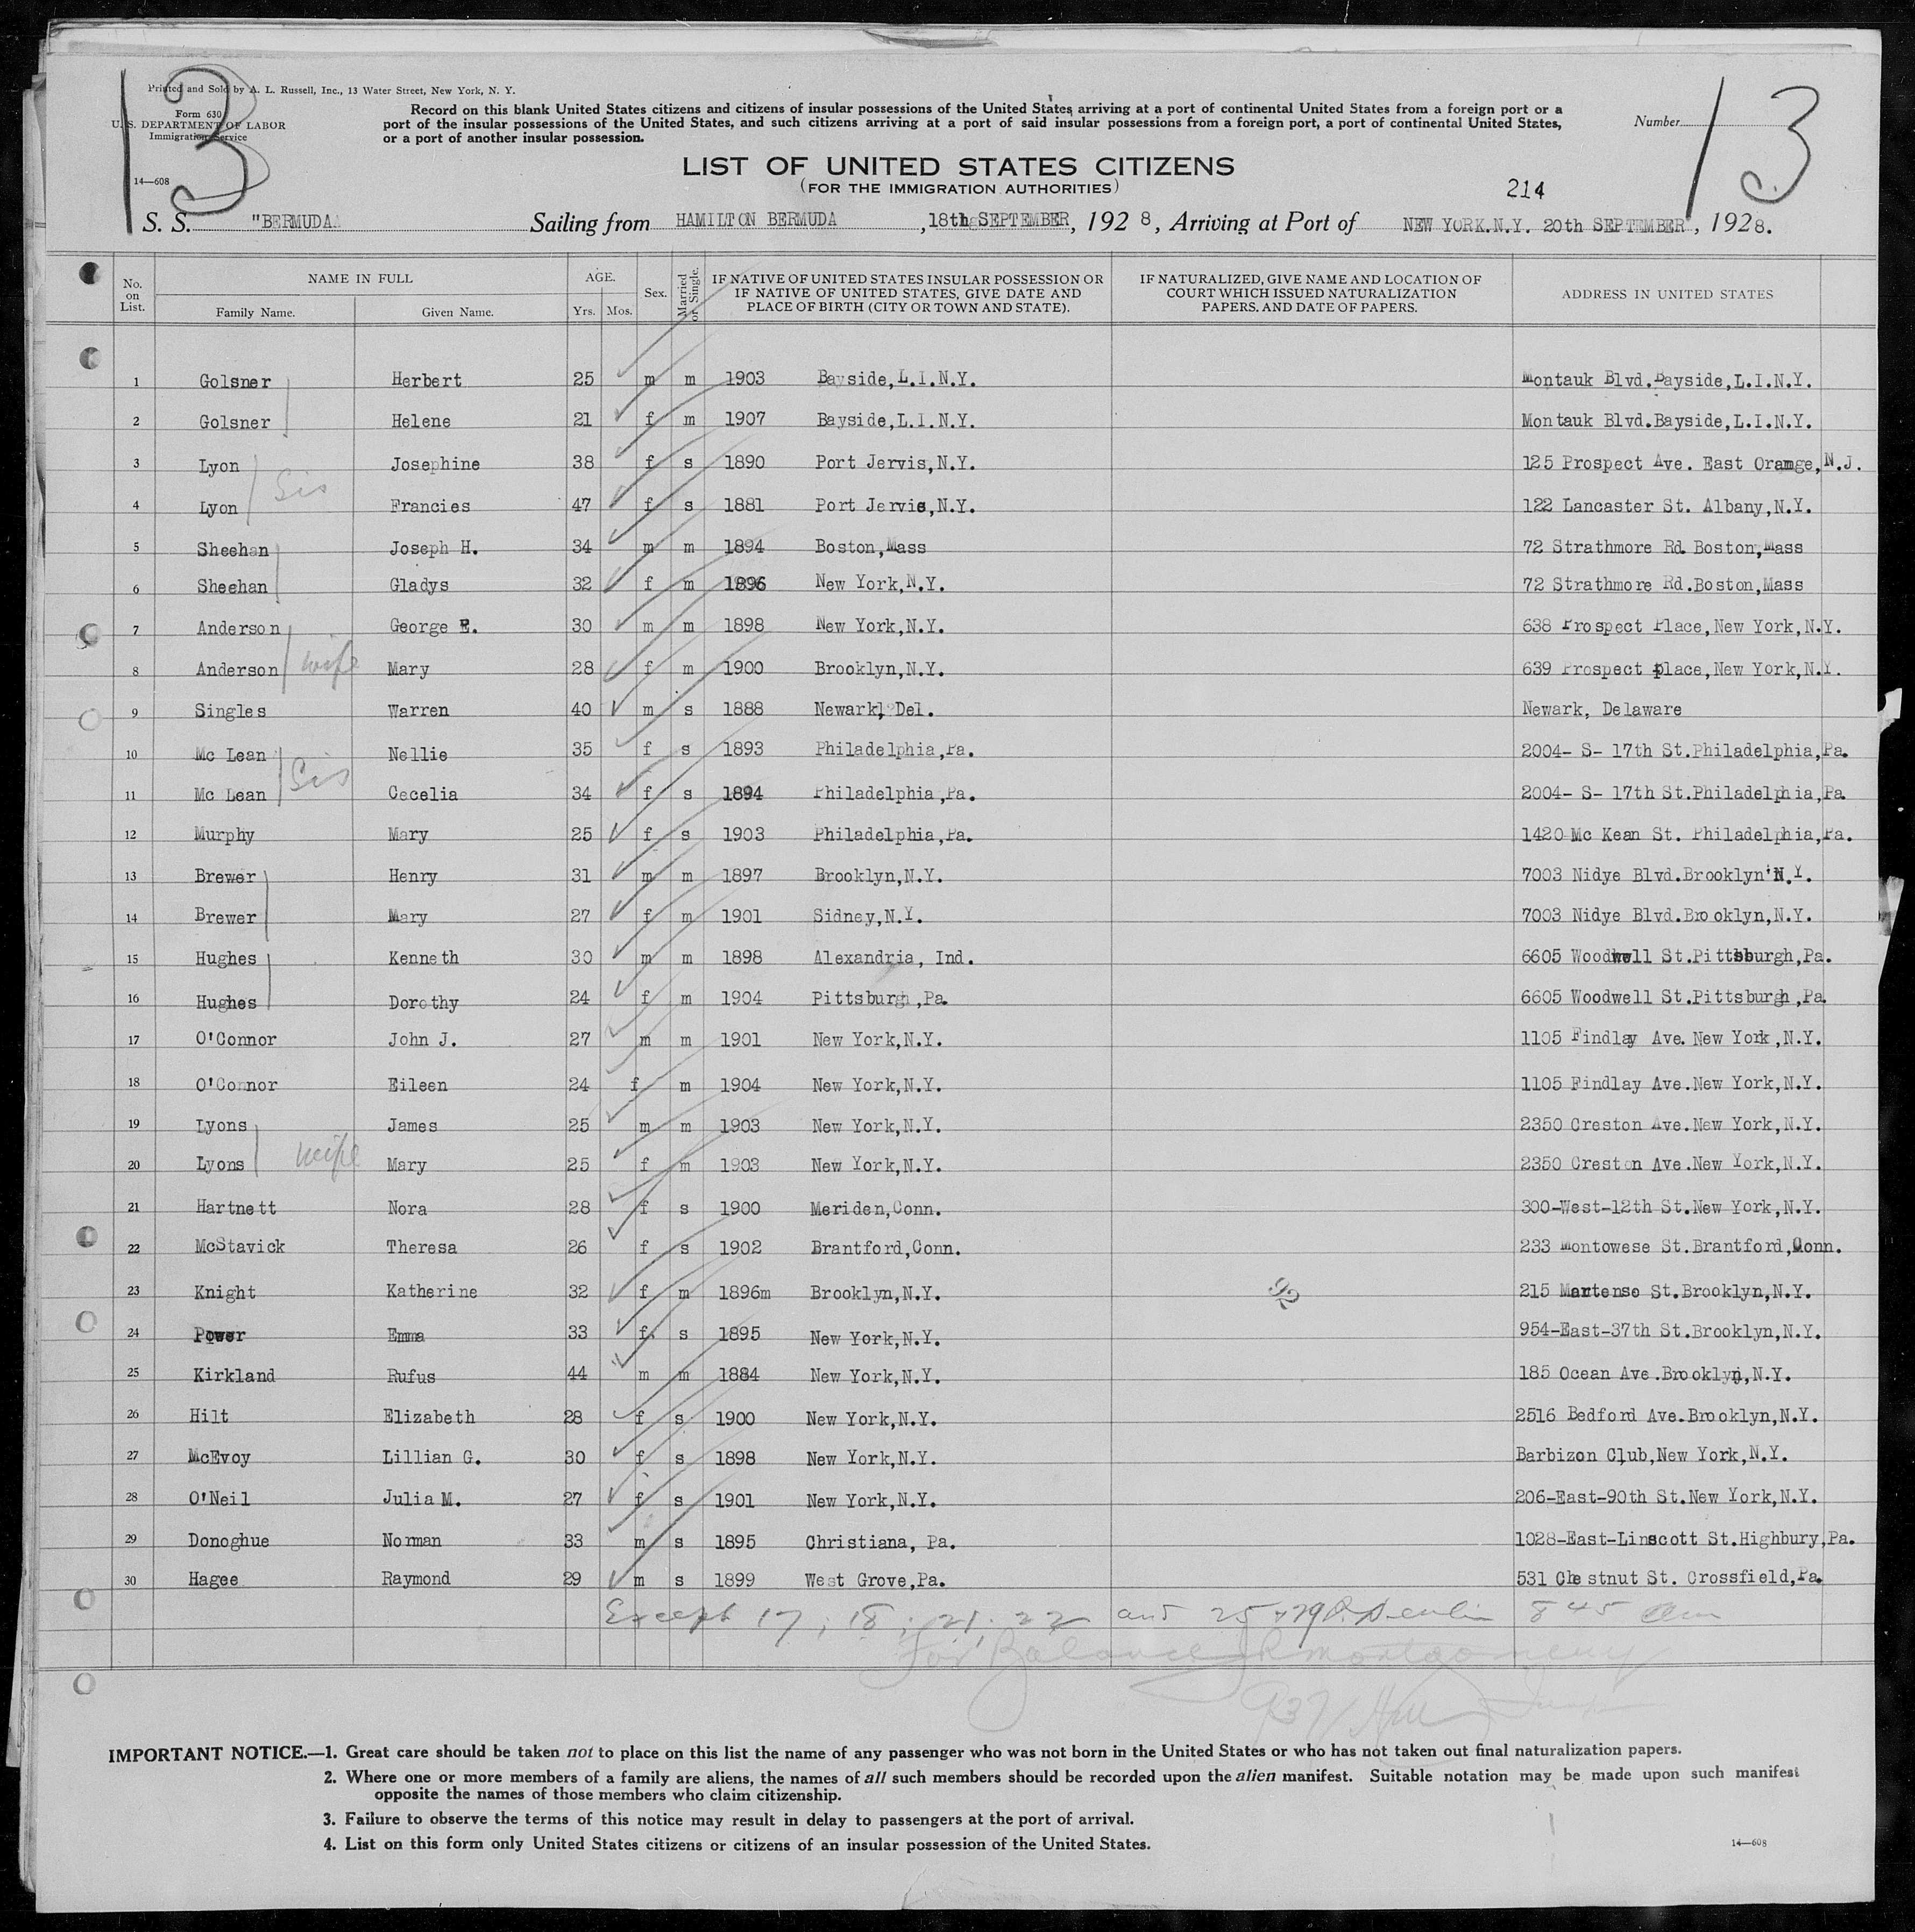 13
13
Printed and Sold by A. L. Russell, Inc., 13 Water Street, New York, N. Y.
Form 630
U. S. DEPARTMENT OF LABOR
Immigration Service
14—608
Record on this blank United States citizens and citizens of insular possessions of the United States arriving at a port of continental United States from a foreign port or a
port of the insular possessions of the United States, and such citizens arriving at a port of said insular possessions from a foreign port, a port of continental United States,
or a port of another insular possession.
Number
LIST OF UNITED STATES CITIZENS
(FOR THE IMMIGRATION AUTHORITIES)
214
S. S. "BERMUDA Sailing from HAMILTON BERMUDA, 18th SEPTEMBER, 1928, Arriving at Port of NEW YORK.N.Y. 20th SEPTEMBER, 1928.
No. on List. NAME IN FULL Family Name. Given Name. AGE. Yrs. Mos. Sex. Married or Single. IF NATIVE OF UNITED STATES INSULAR POSSESSION OR IF NATIVE OF UNITED STATES, GIVE DATE AND PLACE OF BIRTH (CITY OR TOWN AND STATE). IF NATURALIZED, GIVE NAME AND LOCATION OF COURT WHICH ISSUED NATURALIZATION PAPERS. AND DATE OF PAPERS. ADDRESS IN UNITED STATES
1 Golsner Herbert 25 m m 1903 Bayside,L.I.N.Y. Montauk Blvd.Bayside,L.I.N.Y.
2 Golsner Helene 21 f m 1907 Bayside,L.I.N.Y. Montauk Blvd.Bayside,L.I.N.Y.
3 Lyon Josephine 38 f s 1890 Port Jervis,N.Y. 125 Prospect Ave. East Orange,N.J.
Sis
4 Lyon Francies 47 f s 1881 Port Jervis,N.Y. 122 Lancaster St. Albany,N.Y.
5 Sheehan Joseph H. 34 m m 1894 Boston,Mass 72 Strathmore Rd. Boston,Mass
6 Sheehan Gladys 32 f m 1896 New York,N.Y. 72 Strathmore Rd.Boston,Mass
7 Anderson George E. 30 m m 1898 New York,N.Y. 638 Prospect Place,New York,N.Y.
8 Anderson wife Mary 28 f m 1900 Brooklyn,N.Y. 639 Prospect place,New York,N.Y.
9 Singles Warren 40 m s 1888 Newark, Del. Newark, Delaware
10 Mc Lean Nellie 35 f s 1893 Philadelphia,Pa. 2004- S- 17th St.Philadelphia,Pa.
Sis
11 Mc Lean Cecelia 34 f s 1894 Philadelphia,Pa. 2004- S- 17th St.Philadelphia,Pa
12 Murphy Mary 25 f s 1903 Philadelphia,Pa. 1420 Mc Kean St. Philadelphia,Pa.
13 Brewer Henry 31 m m 1897 Brooklyn,N.Y. 7003 Nidye Blvd.Brooklyn'N.Y.
14 Brewer Mary 27 f m 1901 Sidney,N.Y. 7003 Nidye Blvd.Brooklyn,N.Y.
15 Hughes Kenneth 30 m m 1898 Alexandria, Ind. 6605 Woodwell St.Pittsburgh,Pa.
16 Hughes Dorothy 24 f m 1904 Pittsburgh,Pa. 6605 Woodwell St.Pittsburgh,Pa.
17 O'Connor John J. 27 m m 1901 New York,N.Y. 1105 Findlay Ave. New York,N.Y.
18 O'Connor Eileen 24 f m 1904 New York,N.Y. 1105 Findlay Ave.New York,N.Y.
19 Lyons James 25 m m 1903 New York,N.Y. 2350 Creston Ave.New York,N.Y.
20 Lyons wife Mary 25 f m 1903 New York,N.Y. 2350 Creston Ave.New York,N.Y.
21 Hartnett Nora 28 f s 1900 Meriden,Conn. 300-West-12th St.New York,N.Y.
22 McStavick Theresa 26 f s 1902 Brantford,Conn. 233 Montowese St.Brantford,Conn.
23 Knight Katherine 32 f m 1896m Brooklyn,N.Y. 92 215 Martense St.Brooklyn,N.Y.
24 Power Emma 33 f. s 1895 New York,N.Y. 954-East-37th St.Brooklyn,N.Y.
25 Kirkland Rufus 44 m m 1884 New York,N.Y. 185 Ocean Ave.Brooklyn,N.Y.
26 Hilt Elizabeth 28 f s 1900 New York,N.Y. 2516 Bedford Ave.Brooklyn,N.Y.
27 McEvoy Lillian G. 30 f s 1898 New York,N.Y. Barbizon Club,New York,N.Y.
28 O'Neil Julia M. 27 f s 1901 New York,N.Y. 206-East-90th St.New York,N.Y.
29 Donoghue Norman 33 m s 1895 Christiana, Pa. 1028-East-Linscott St.Highbury,Pa.
30 Hagee Raymond 29 m s 1899 West Grove,Pa. 531 Chestnut St. Crossfield,Pa.
Except 17, 18, 21, 22 and 25 + 29 845 am
For Balance Montgomery
IMPORTANT NOTICE.—1. Great care should be taken not to place on this list the name of any passenger who was not born in the United States or who has not taken out final naturalization papers.
2. Where one or more members of a family are aliens, the names of all such members should be recorded upon the alien manifest. Suitable notation may be made upon such manifest
opposite the names of those members who claim citizenship.
3. Failure to observe the terms of this notice may result in delay to passengers at the port of arrival.
4. List on this form only United States citizens or citizens of an insular possession of the United States.
14—608